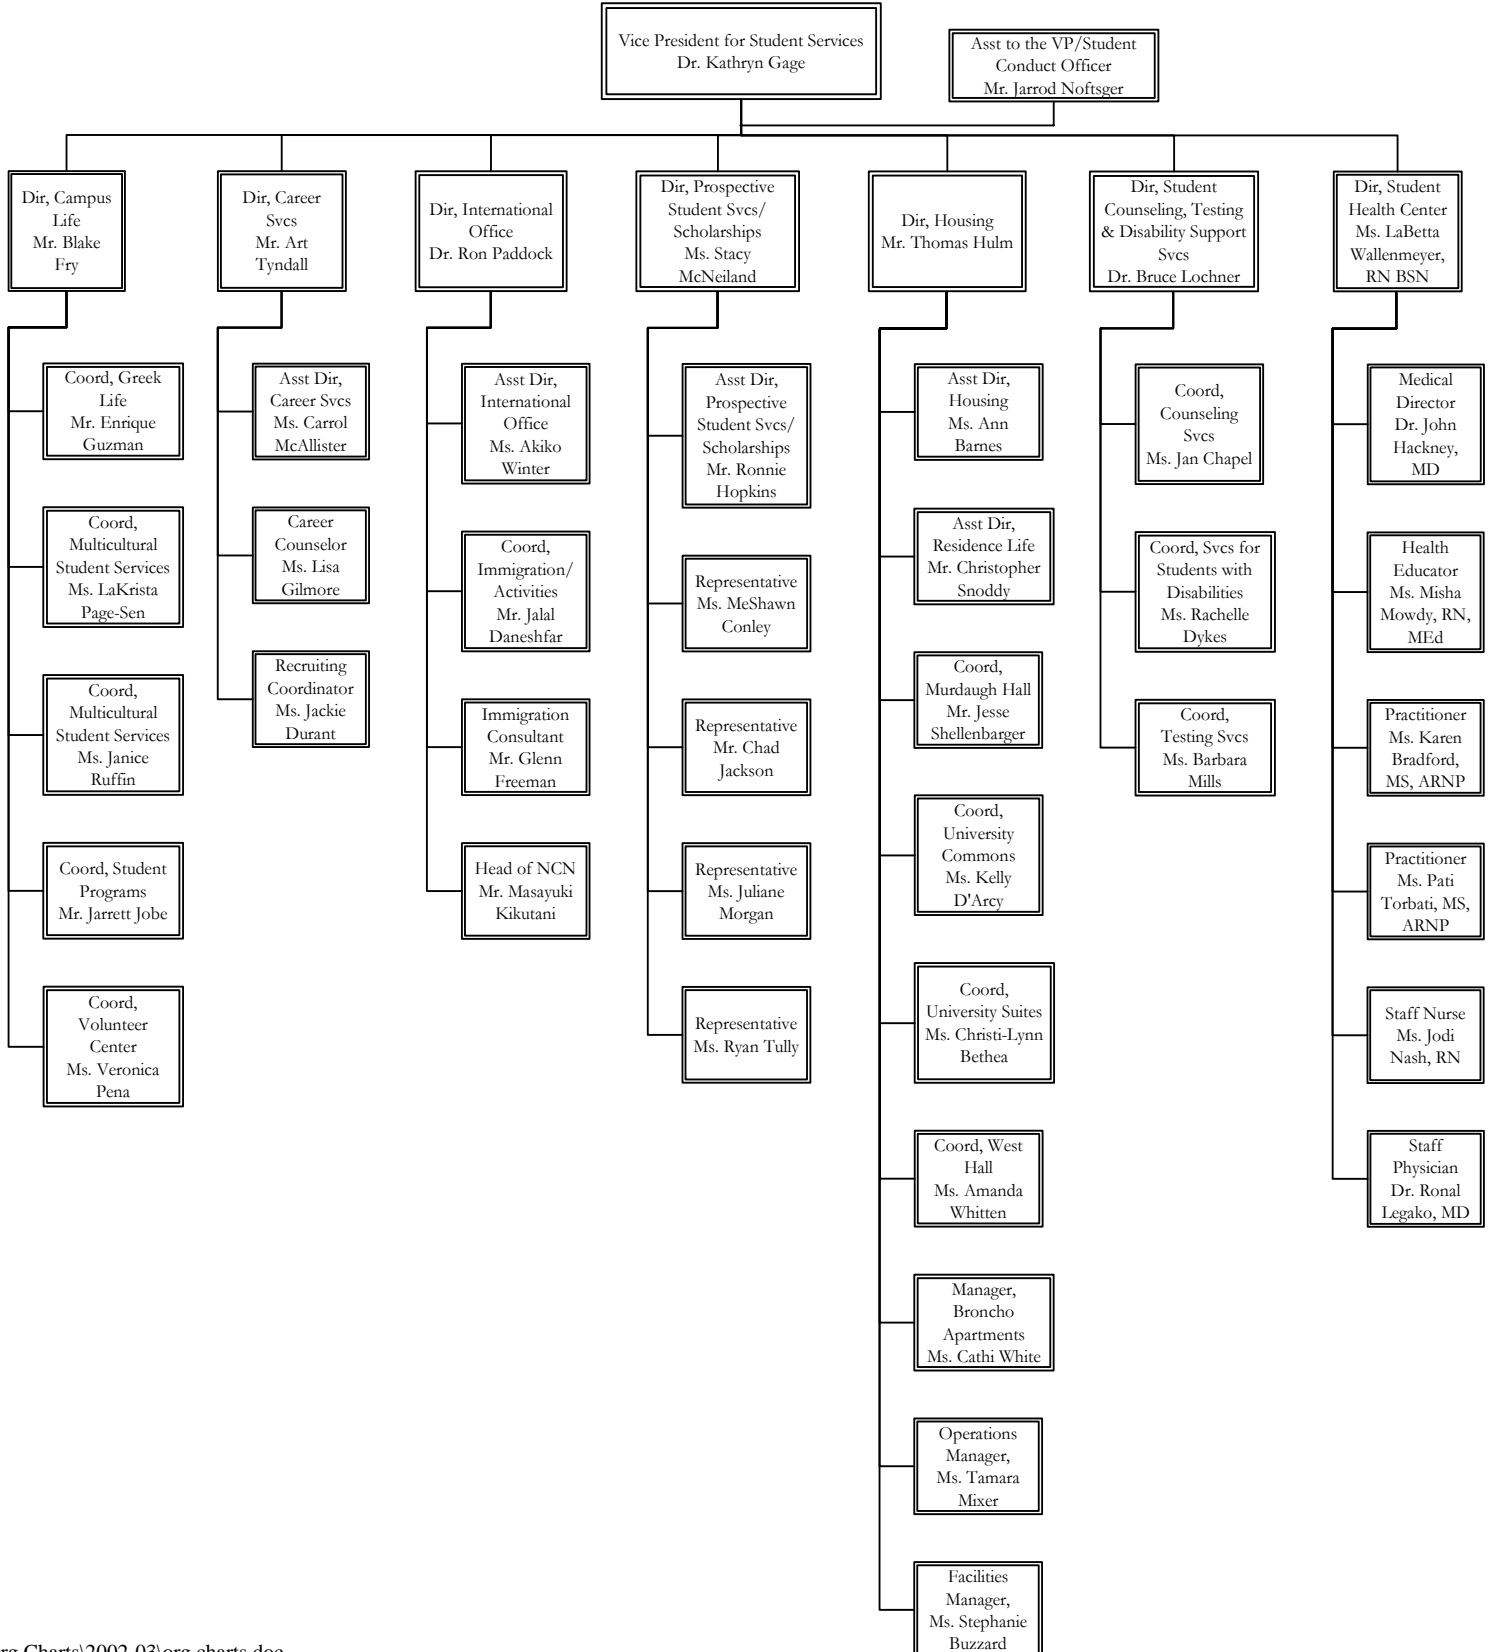 Vice President for Student Services
Dr. Kathryn Gage
Asst to the VP/Student
Conduct Officer
Mr. Jarrod Noftsger
Dir, Campus
Life
Mr. Blake
Fry
Coord, Greek
Life
Mr. Enrique
Guzman
Coord,
Multicultural
Student Services
Ms. LaKrista
Page-Sen
Coord,
Multicultural
Student Services
Ms. Janice
Ruffin
Coord, Student
Programs
Mr. Jarrett Jobe
Coord,
Volunteer
Center
Ms. Veronica
Pena
Dir, Career
Svcs
Mr. Art
Tyndall
Asst Dir,
Career Svcs
Ms. Carrol
McAllister
Career
Counselor
Ms. Lisa
Gilmore
Recruiting
Coordinator
Ms. Jackie
Durant
Dir, International
Office
Dr. Ron Paddock
Asst Dir,
International
Office
Ms. Akiko
Winter
Coord,
Immigration/
Activities
Mr. Jalal
Daneshfar
Immigration
Consultant
Mr. Glenn
Freeman
Head of NCN
Mr. Masayuki
Kikutani
Dir, Prospective
Student Svcs/
Scholarships
Ms. Stacy
McNeiland
Asst Dir,
Prospective
Student Svcs/
Scholarships
Mr. Ronnie
Hopkins
Representative
Ms. MeShawn
Conley
Representative
Mr. Chad
Jackson
Representative
Ms. Juliane
Morgan
Representative
Ms. Ryan Tully
Dir, Housing
Mr. Thomas Hulm
Asst Dir,
Housing
Ms. Ann
Barnes
Asst Dir,
Residence Life
Mr. Christopher
Snoddy
Coord,
Murdaugh Hall
Mr. Jesse
Shellenbarger
Coord,
University
Commons
Ms. Kelly
D'Arcy
Coord,
University Suites
Ms. Christi-Lynn
Bethea
Coord, West
Hall
Ms. Amanda
Whitten
Manager,
Broncho
Apartments
Ms. Cathi White
Operations
Manager,
Ms. Tamara
Mixer
Facilities
Manager,
Ms. Stephanie
Buzzard
Dir, Student
Counseling, Testing
& Disability Support
Svcs
Dr. Bruce Lochner
Coord,
Counseling
Svcs
Ms. Jan Chapel
Coord, Svcs for
Students with
Disabilities
Ms. Rachelle
Dykes
Coord,
Testing Svcs
Ms. Barbara
Mills
Dir, Student
Health Center
Ms. LaBetta
Wallenmeyer,
RN BSN
Medical
Director
Dr. John
Hackney,
MD
Health
Educator
Ms. Misha
Mowdy, RN,
MEd
Practitioner
Ms. Karen
Bradford,
MS, ARNP
Practitioner
Ms. Pati
Torbati, MS,
ARNP
Staff Nurse
Ms. Jodi
Nash, RN
Staff
Physician
Dr. Ronal
Legako, MD
rg Charts\2002-03\org charts.doc